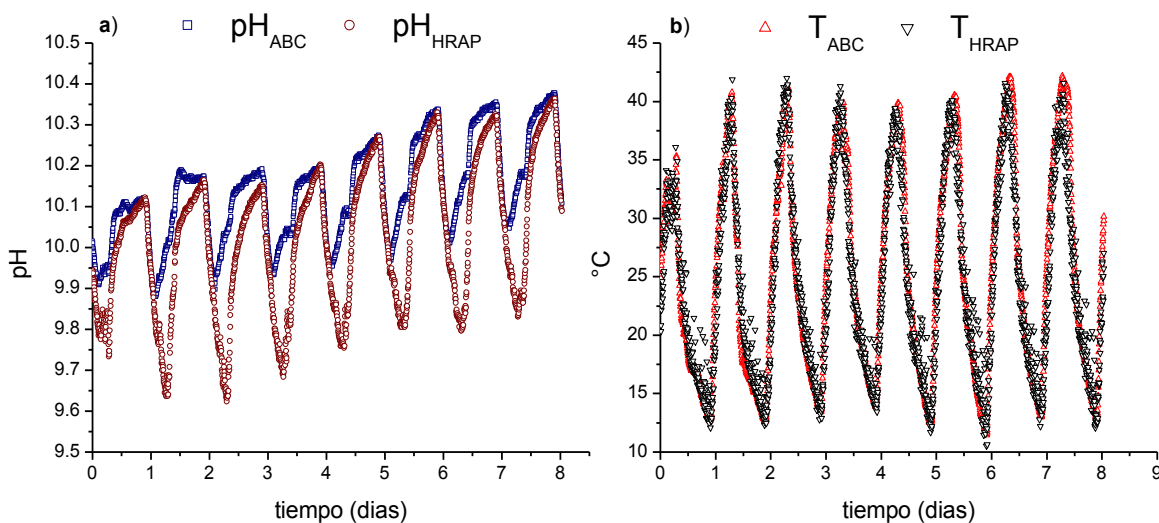 a)
pH_ABC
pH_HRAP
10.5
10.4
10.3
10.2
10.1
10.0
9.9
9.8
9.7
9.6
9.5
pH
0 1 2 3 4 5 6 7 8
tiempo (dias)
b)
T_ABC
T_HRAP
45
40
35
30
25
20
15
10
°C
0 1 2 3 4 5 6 7 8 9
tiempo (dias)